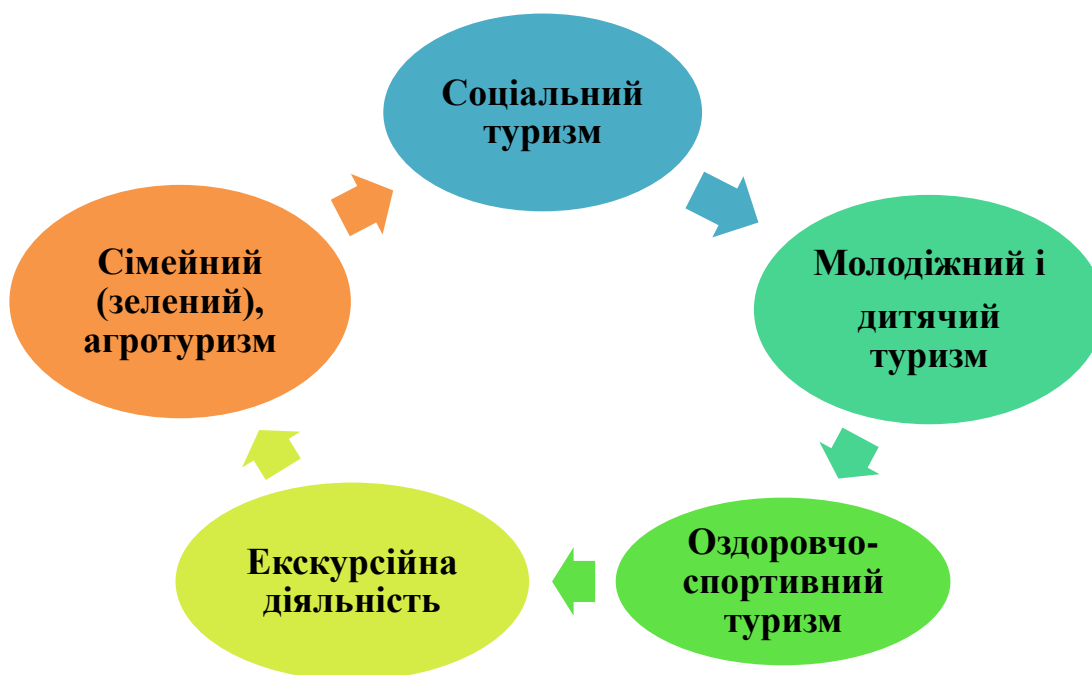 Соціальний
туризм
Молодіжний і
дитячий
туризм
Оздоровчо-
спортивний
туризм
Екскурсійна
діяльність
Сімейний
(зелений),
агротуризм